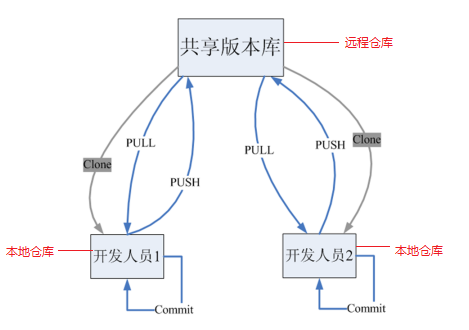 共享版本库
远程仓库
PULL
PUSH
Clone
PULL
PUSH
Clone
本地仓库
开发人员1
Commit
开发人员2
本地仓库
Commit